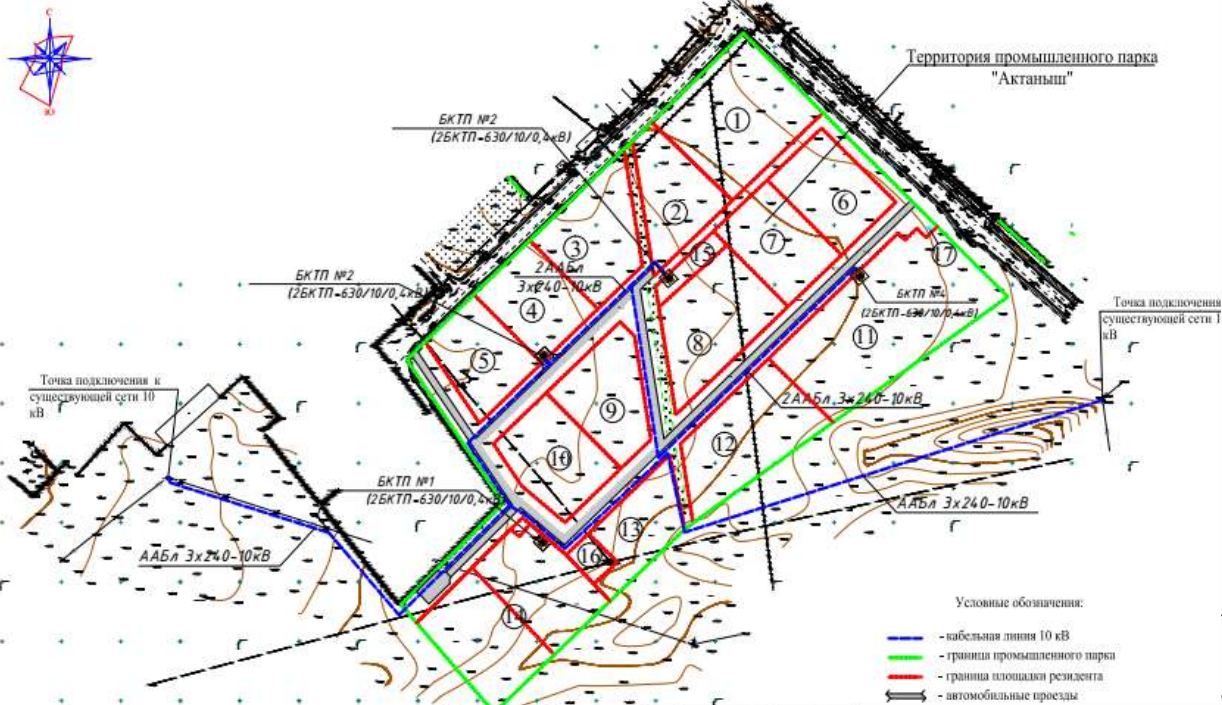 С
Ю
Территория промышленного парка
"Актаныш"
БКТП №2
(2БКТП-630/10/0,4кВ)
1
2
6
7
3
15
17
2ААБл
3х240-10кВ
БКТП №2
(2БКТП-630/10/0,4кВ)
4
БКТП №4
(2БКТП-630/10/0,4кВ)
Точка подключения
существующей сети 1
кВ
11
8
5
Точка подключения к
существующей сети 10
кВ
9
2ААБл 3х240-10кВ
12
10
БКТП №1
(2БКТП-630/10/0,4кВ)
ААБл 3х240-10кВ
13
ААБл 3х240-10кВ
16
14
Условные обозначения:
- кабельная линия 10 кВ
- граница промышленного парка
- граница площадки резидента
- автомобильные проезды